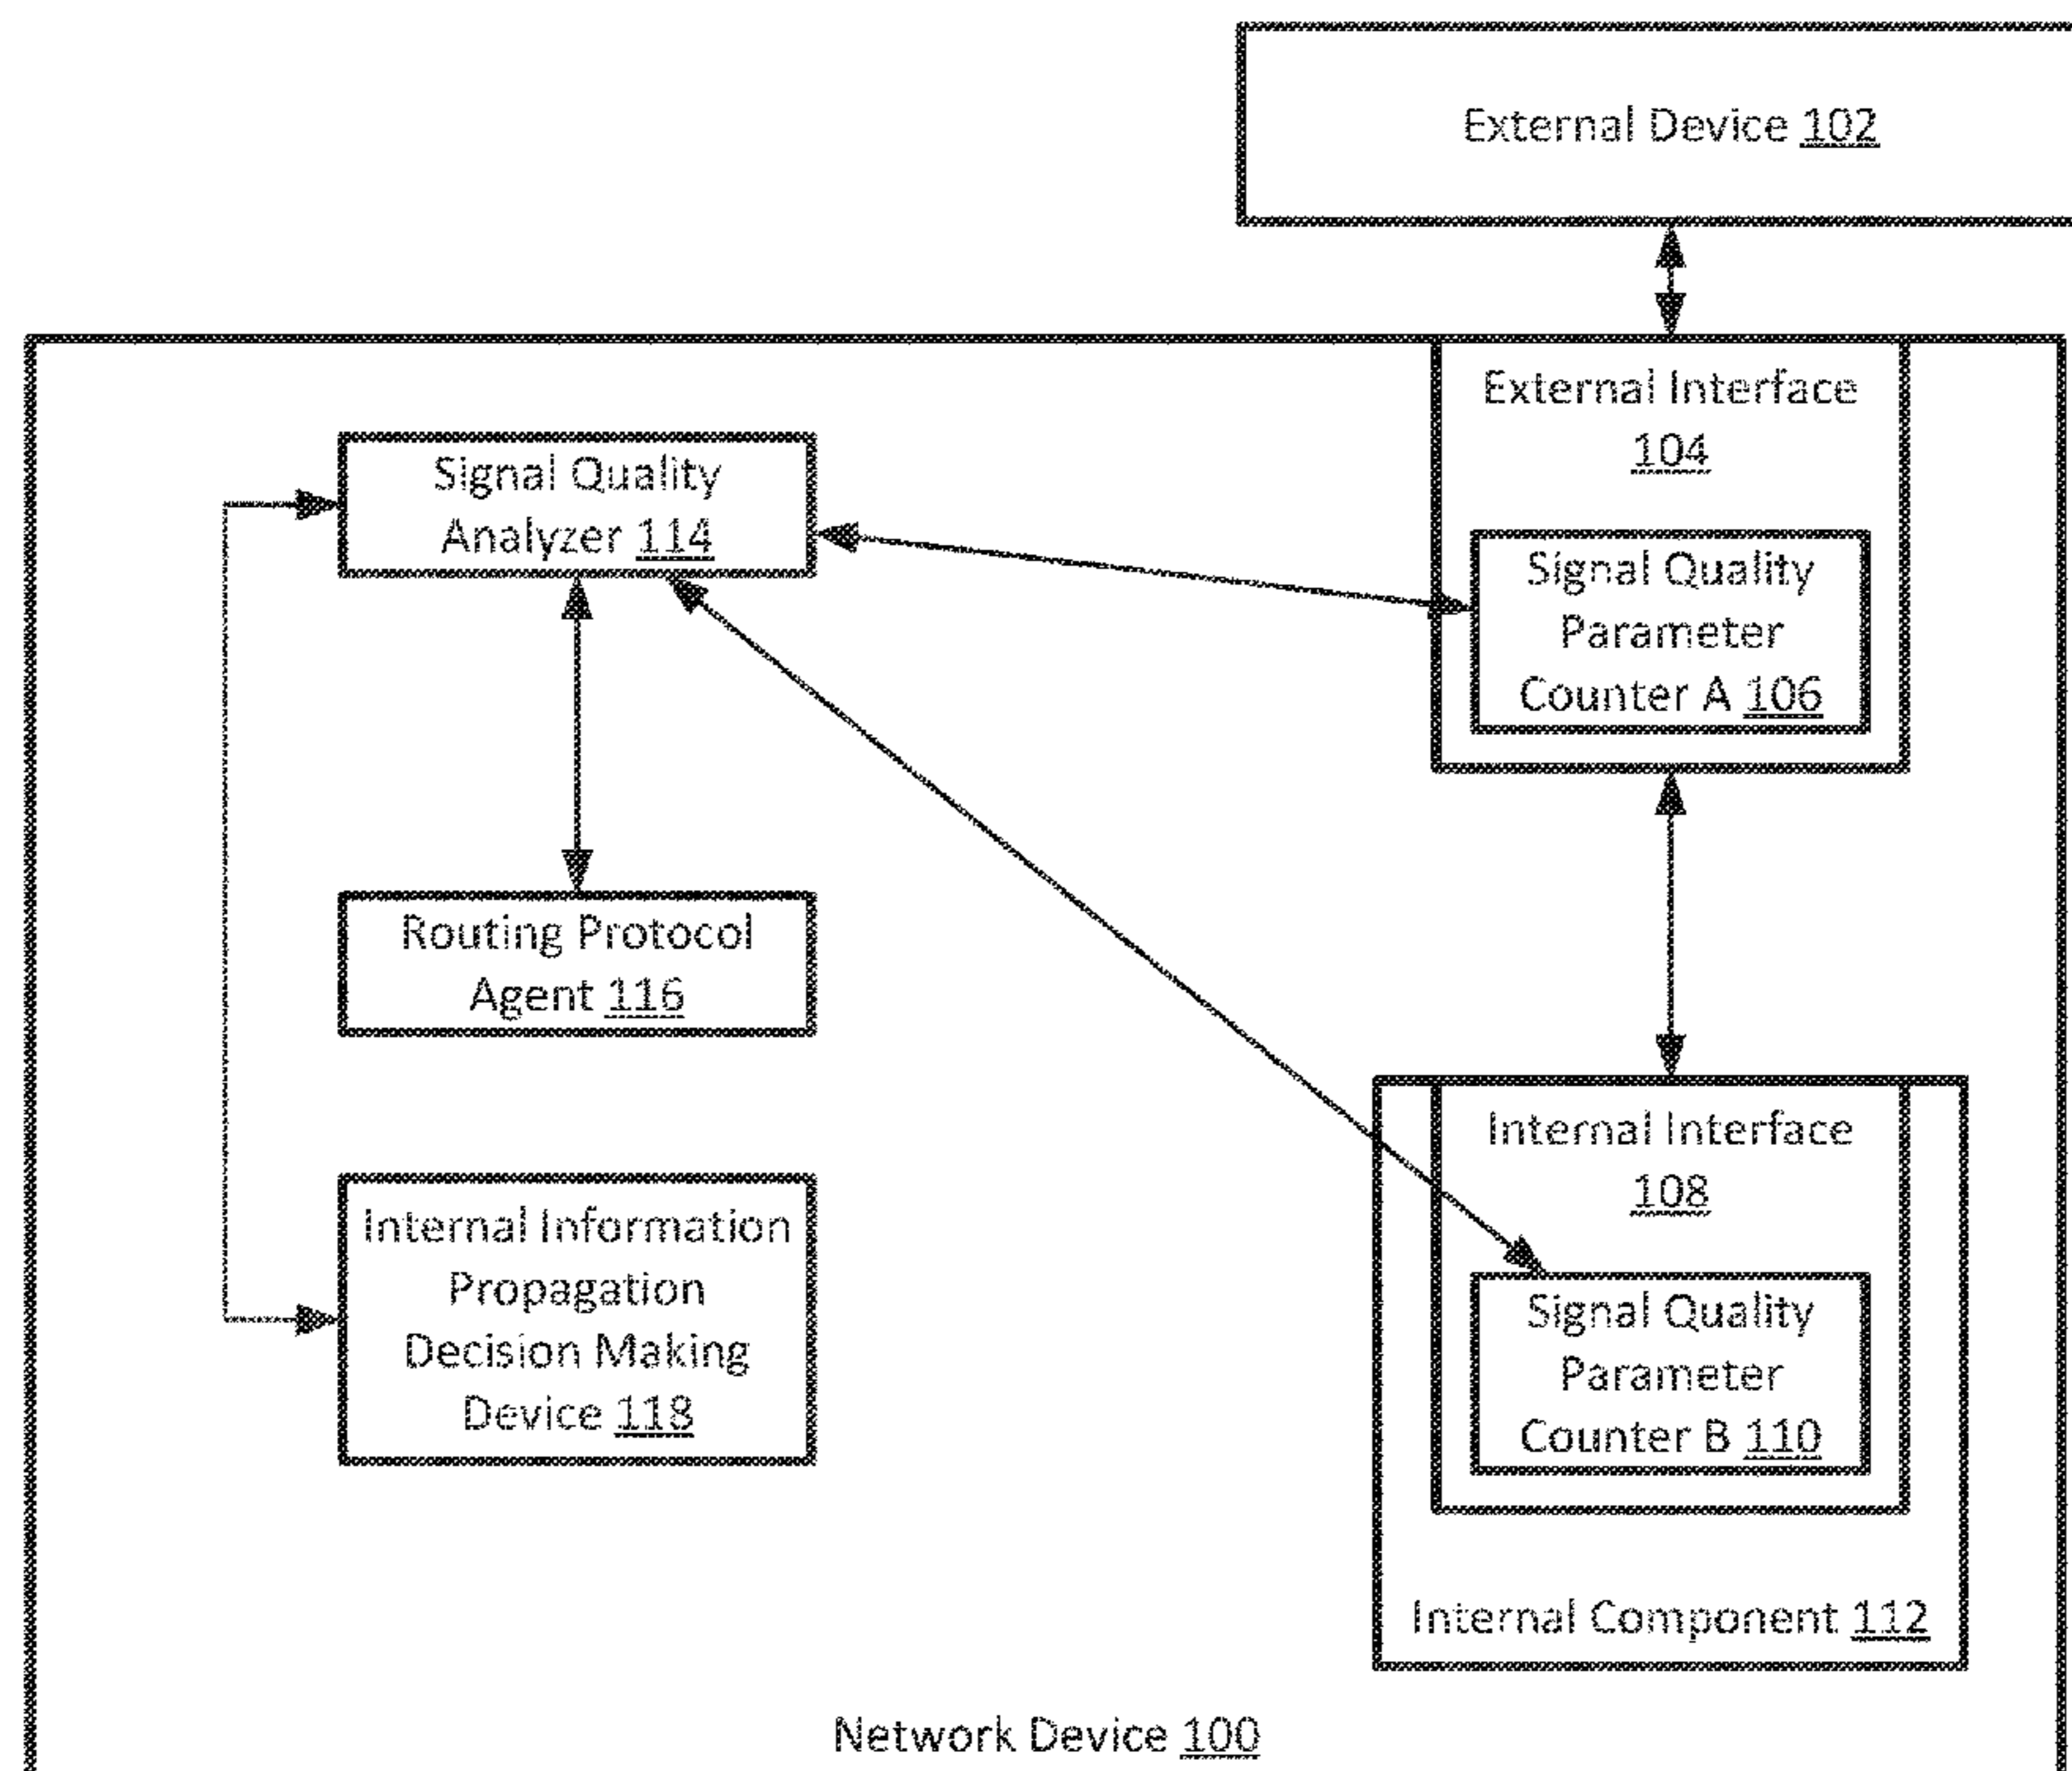 External Device 102
External Interface
104
Signal Quality
Parameter
Counter A 106
Signal Quality
Analyzer 114
Routing Protocol
Agent 116
Internal Information
Propagation
Decision Making
Device 118
Internal Interface
108
Signal Quality
Parameter
Counter B 110
Internal Component 112
Network Device 100